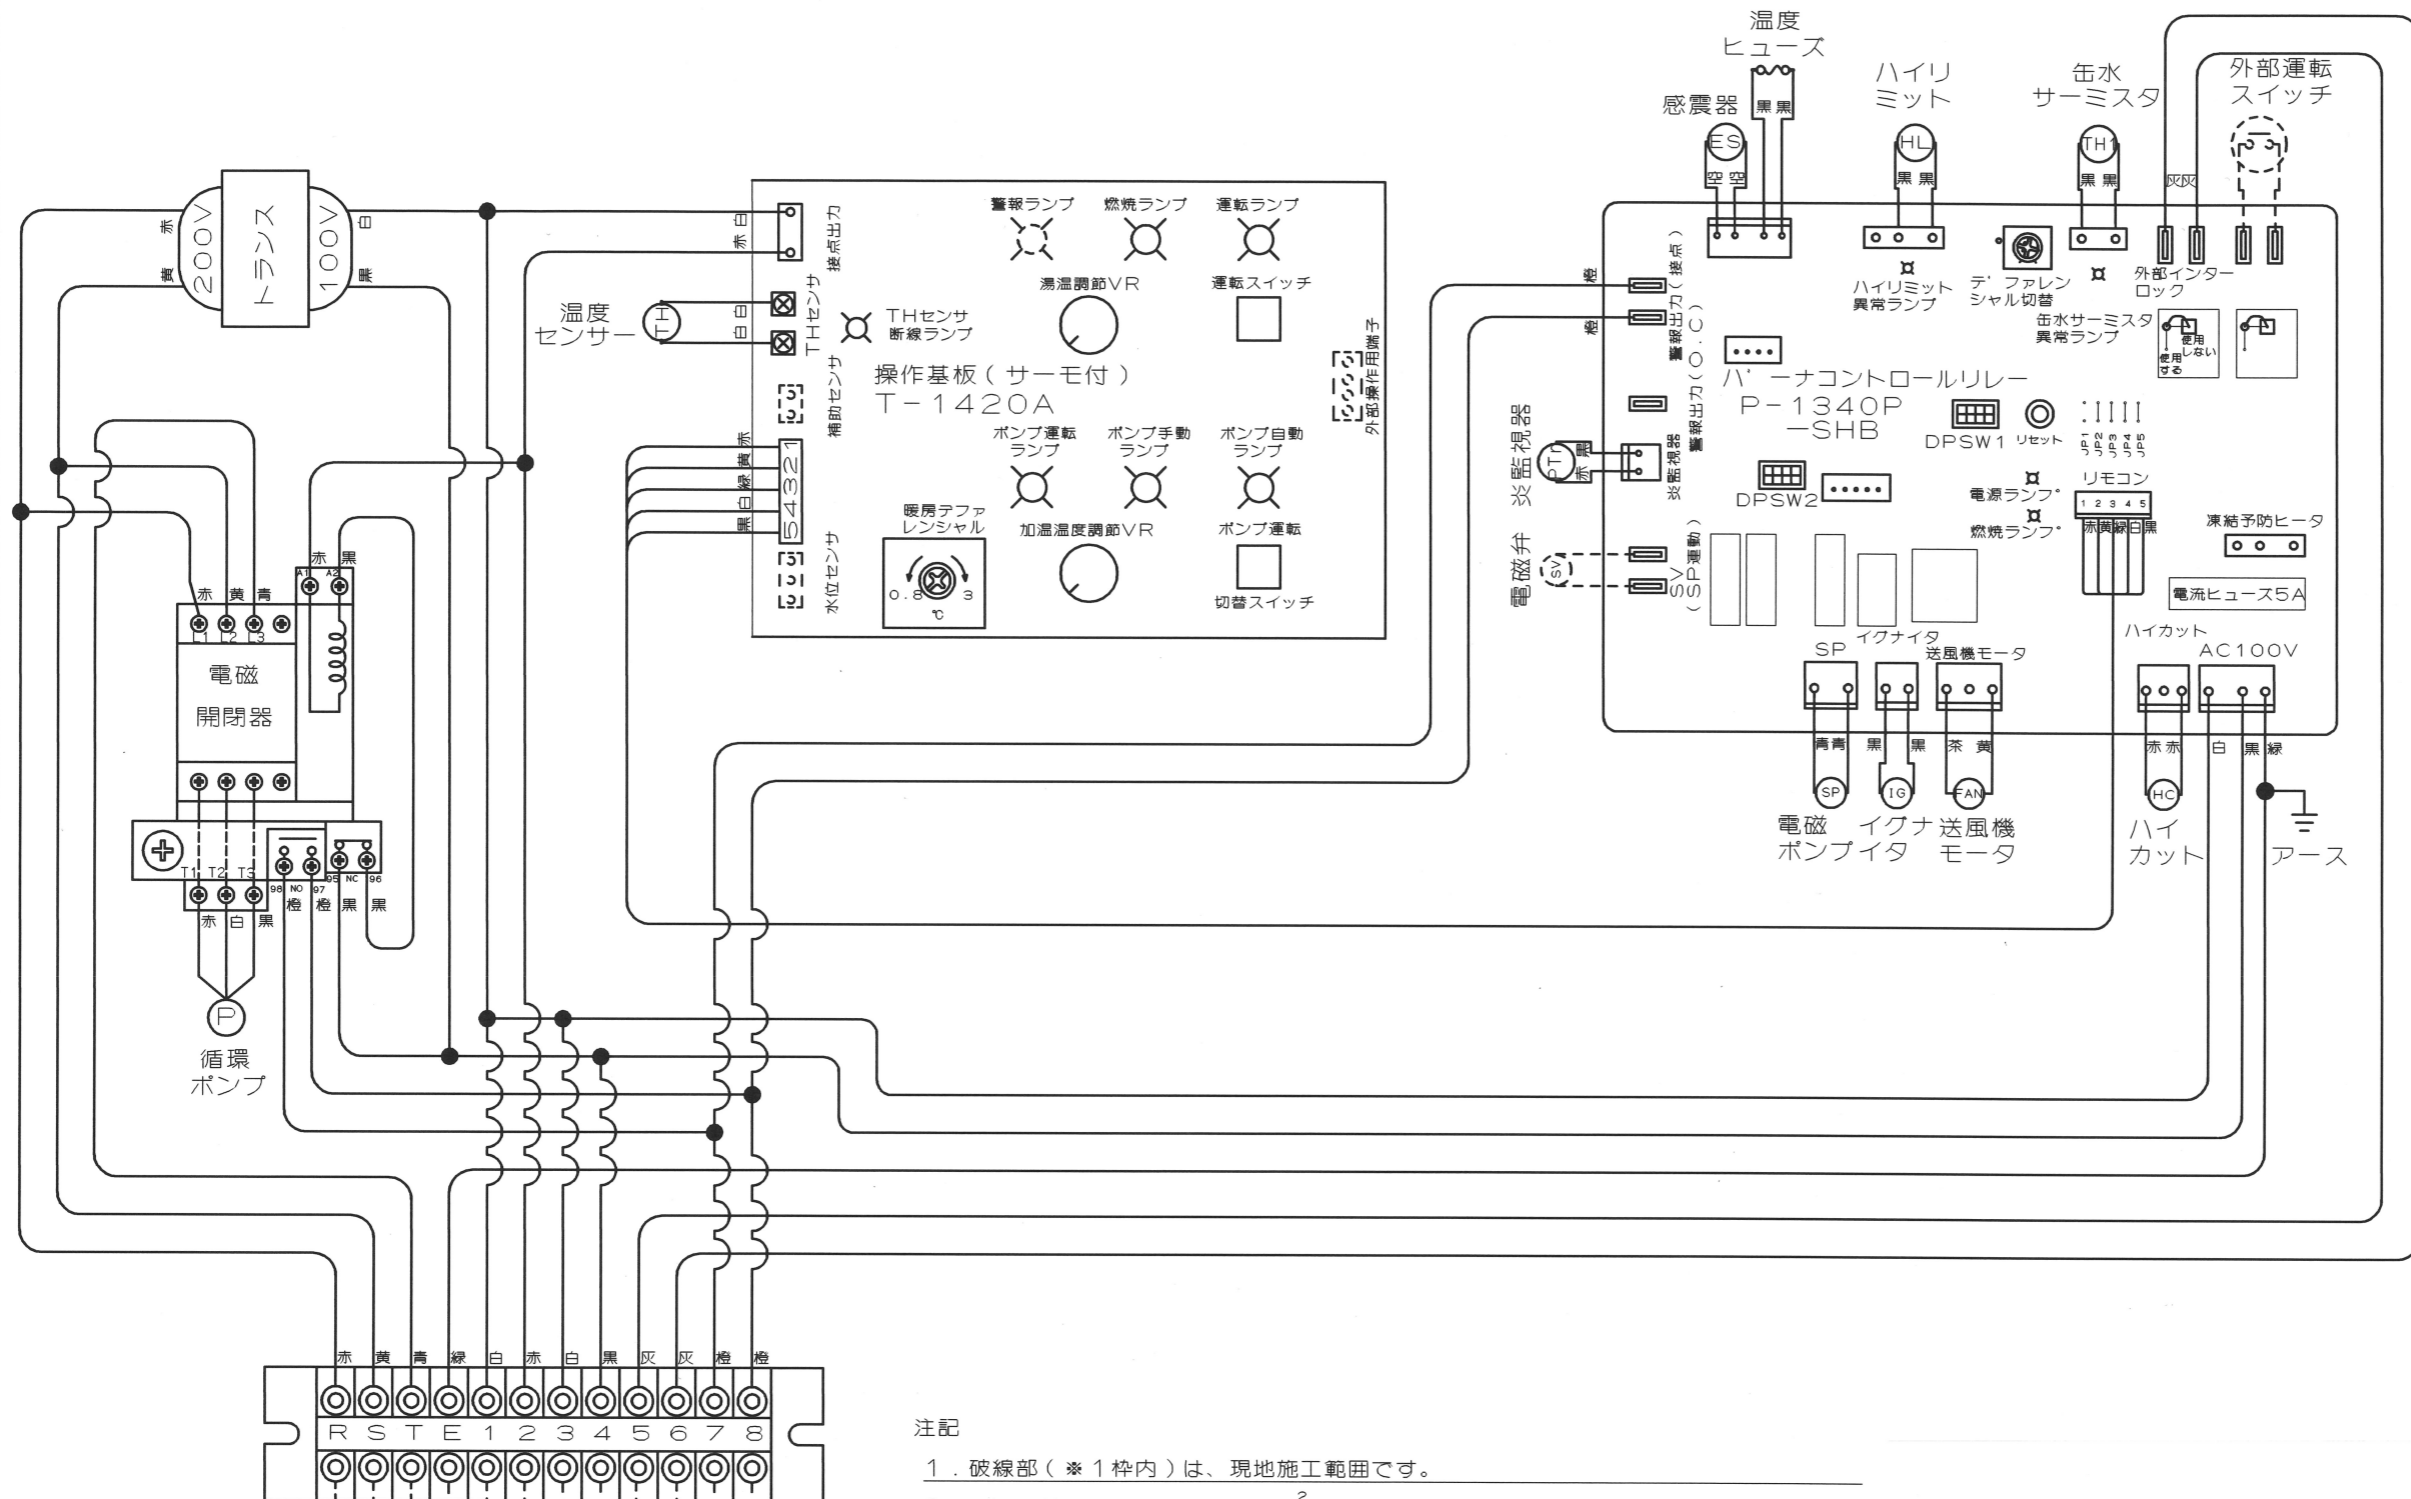 温度
ヒューズ
ハイリ
ミット
缶水
サーミスタ
外部運転
スイッチ
感震器
黒 黒
ES
空 空
HL
黒 黒
TH1
黒 黒
灰灰
赤
黄
200V
トランス
100V
白
黒
白
赤
接点出力
警報ランプ
燃焼ランプ
運転ランプ
温度
センサー
TH
白
白
THセンサ
THセンサ
断線ランプ
湯温調節VR
運転スイッチ
補助センサ
操作基板(サーモ付)
T-1420A
外部操作用端子
赤
黄
緑
白
黒
1
2
3
4
5
ポンプ運転
ランプ
ポンプ手動
ランプ
ポンプ自動
ランプ
水位センサ
暖房デファ
レンシャル
0.8
3
℃
加温温度調節VR
ポンプ運転
切替スイッチ
橙
橙
警報出力(接点)
警報出力(O.C)
ハイリミット
異常ランプ
デファレン
シャル切替
缶水サーミスタ
異常ランプ
外部インター
ロック
使用
しない
使用
する
バーナコントロールリレー
P-1340P
-SHB
DPSW1
リセット
JP1
JP2
JP3
JP4
JP5
炎監視器
PTr
黒
赤
炎監視器
DPSW2
電源ランプ
燃焼ランプ
リモコン
1 2 3 4 5
赤黄緑白黒
凍結予防ヒータ
電流ヒューズ5A
電磁弁
SV
SV
(SP連動)
SP
イグナイタ
送風機モータ
ハイカット
AC100V
青青
黒 黒
茶 黄
赤赤
白 黒 緑
SP
IG
FAN
HC
電磁
ポンプ
イグナ
イタ
送風機
モータ
ハイ
カット
アース
赤 黒
A1 A2
赤 黄 青
L1 L2 L3
電磁
開閉器
T1 T2 T3
98 NO 97
95 NC 96
赤 白 黒
橙 橙 黒 黒
P
循環
ポンプ
赤 黄 青 緑 白 赤 白 黒 灰 灰 橙 橙
R S T E 1 2 3 4 5 6 7 8
注記
1.破線部(※1枠内)は、現地施工範囲です。
2